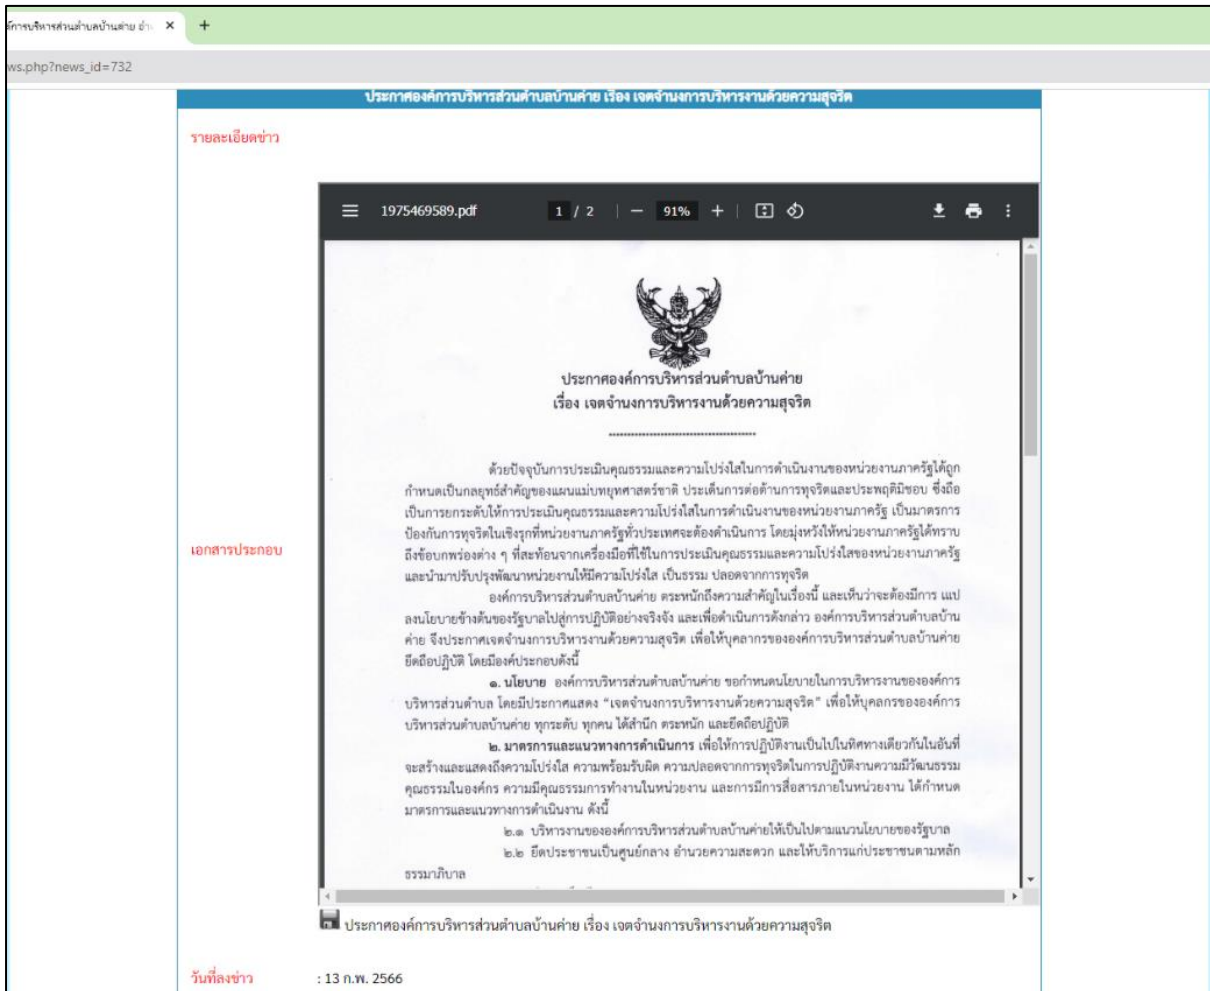 ค์การบริหารส่วนตำบลบ้านค่าย อำ
ws.php?news_id=732
ประกาศองค์การบริหารส่วนตำบลบ้านค่าย เรื่อง เจตจำนงการบริหารงานด้วยความสุจริต
รายละเอียดข่าว
1975469589.pdf 1 / 2 91%
ประกาศองค์การบริหารส่วนตำบลบ้านค่าย
เรื่อง เจตจำนงการบริหารงานด้วยความสุจริต
ด้วยปัจจุบันการประเมินคุณธรรมและความโปร่งใสในการดำเนินงานของหน่วยงานภาครัฐได้ถูก
กำหนดเป็นกลยุทธ์สำคัญของแผนแม่บทยุทศาสตร์ชาติ ประเด็นการต่อต้านการทุจริตและประพฤติมิชอบ ซึ่งถือ
เป็นการยกระดับให้การประเมินคุณธรรมและความโปร่งใสในการดำเนินงานของหน่วยงานภาครัฐ เป็นมาตรการ
ป้องกันการทุจริตในเชิงรุกที่หน่วยงานภาครัฐทั่วประเทศจะต้องดำเนินการ โดยมุ่งหวังให้หน่วยงานภาครัฐได้ทราบ
ถึงข้อบกพร่องต่าง ๆ ที่สะท้อนจากเครื่องมือที่ใช้ในการประเมินคุณธรรมและความโปร่งใสของหน่วยงานภาครัฐ
และนำมาปรับปรุงพัฒนาหน่วยงานให้มีความโปร่งใส เป็นธรรม ปลอดจากการทุจริต
องค์การบริหารส่วนตำบลบ้านค่าย ตระหนักถึงความสำคัญในเรื่องนี้ และเห็นว่าจะต้องมีการ แป
ลงนโยบายข้างต้นของรัฐบาลไปสู่การปฏิบัติอย่างจริงจัง และเพื่อดำเนินการดังกล่าว องค์การบริหารส่วนตำบลบ้าน
ค่าย จึงประกาศเจตจำนงการบริหารงานด้วยความสุจริต เพื่อให้บุคลากรขององค์การบริหารส่วนตำบลบ้านค่าย
ยึดถือปฏิบัติ โดยมีองค์ประกอบดังนี้
๑. นโยบาย องค์การบริหารส่วนตำบลบ้านค่าย ขอกำหนดนโยบายในการบริหารงานขององค์การ
บริหารส่วนตำบล โดยมีประกาศแสดง "เจตจำนงการบริหารงานด้วยความสุจริต" เพื่อให้บุคลกรขององค์การ
บริหารส่วนตำบลบ้านค่าย ทุกระดับ ทุกคน ได้สำนึก ตระหนัก และยึดถือปฏิบัติ
๒. มาตรการและแนวทางการดำเนินการ เพื่อให้การปฏิบัติงานเป็นไปในทิศทางเดียวกันในอันที่
จะสร้างและแสดงถึงความโปร่งใส ความพร้อมรับผิด ความปลอดจากการทุจริตในการปฏิบัติงานความมีวัฒนธรรม
คุณธรรมในองค์กร ความมีคุณธรรมการทำงานในหน่วยงาน และการมีการสื่อสารภายในหน่วยงาน ได้กำหนด
มาตรการและแนวทางการดำเนินงาน ดังนี้
๒.๑ บริหารงานขององค์การบริหารส่วนตำบลบ้านค่ายให้เป็นไปตามแนวนโยบายของรัฐบาล
๒.๒ ยึดประชาชนเป็นศูนย์กลาง อำนวยความสะดวก และให้บริการแก่ประชาชนตามหลัก
ธรรมาภิบาล
เอกสารประกอบ
ประกาศองค์การบริหารส่วนตำบลบ้านค่าย เรื่อง เจตจำนงการบริหารงานด้วยความสุจริต
วันที่ลงข่าว : 13 ก.พ. 2566